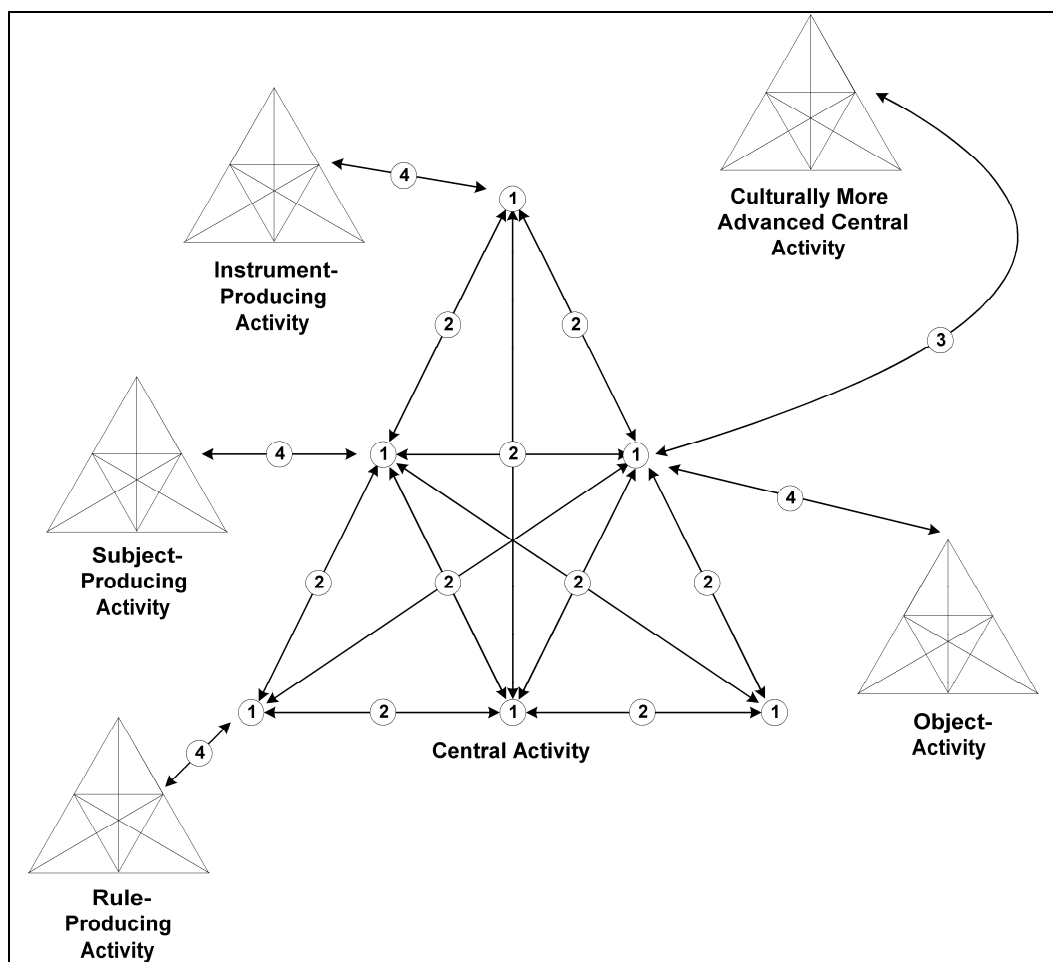 4
1
Culturally More
Advanced Central
Activity
Instrument-
Producing
Activity
2
2
3
4
1
2
1
4
Subject-
Producing
Activity
2
2
2
2
1
2
1
2
1
Central Activity
Object-
Activity
4
Rule-
Producing
Activity